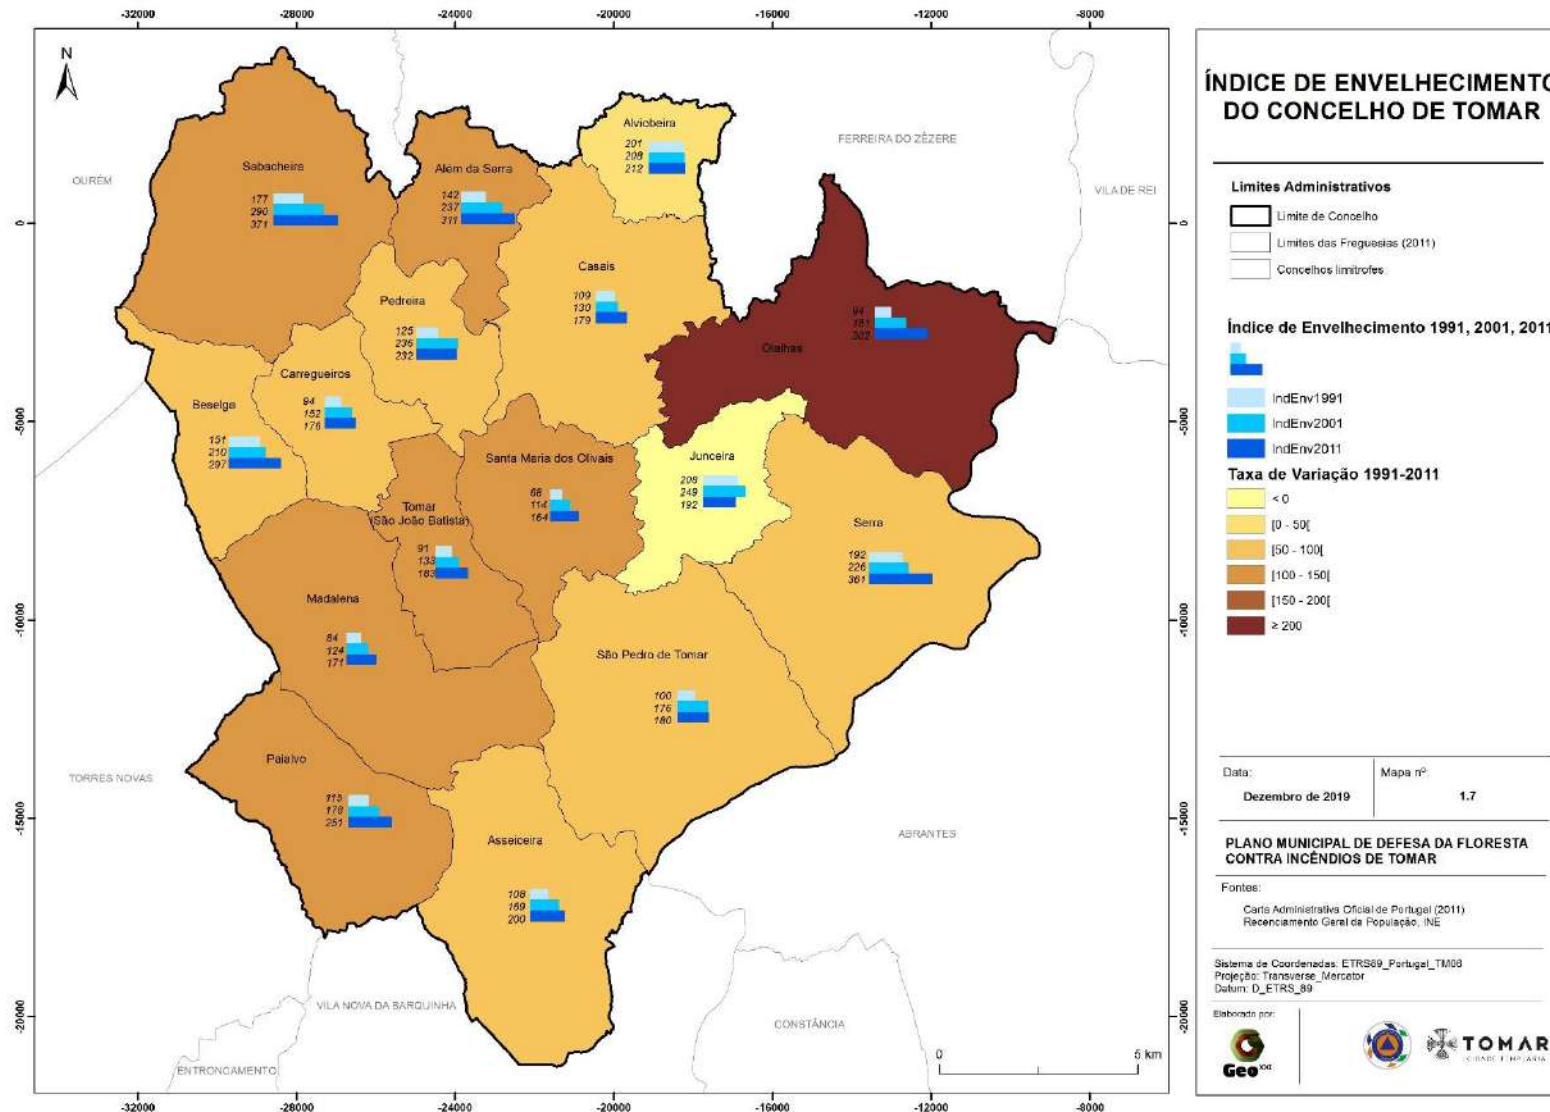 -32000 -28000 -24000 -20000 -16000 -12000 -8000
N
OURÉM
FERREIRA DO ZÊZERE
VILA DE REI
TORRES NOVAS
ABRANTES
VILA NOVA DA BARQUINHA
CONSTÂNCIA
ENTRONCAMENTO
Sabacheira
177
290
371
Além da Serra
142
237
311
Alviobeira
201
208
212
Casais
109
130
179
Pedreira
125
236
232
Olalhas
94
181
302
Carregueiros
94
152
176
Beselga
151
210
297
Santa Maria dos Olivais
68
114
164
Junceira
208
249
192
Tomar
(São João Batista)
91
133
183
Serra
192
226
361
Madalena
84
124
171
São Pedro de Tomar
100
176
180
Paialvo
115
178
251
Asseiceira
108
169
200
0
-50000
-10000
-15000
-20000
0
-50000
-10000
-15000
-20000
0 5 km
-32000 -28000 -24000 -20000 -16000 -12000 -8000
ÍNDICE DE ENVELHECIMENTO
DO CONCELHO DE TOMAR
Limites Administrativos
Limite de Concelho
Limites das Freguesias (2011)
Concelhos limítrofes
Índice de Envelhecimento 1991, 2001, 2011
IndEnv1991
IndEnv2001
IndEnv2011
Taxa de Variação 1991-2011
< 0
[0 - 50[
[50 - 100[
[100 - 150[
[150 - 200[
≥ 200
Data:
Dezembro de 2019
Mapa nº
1.7
PLANO MUNICIPAL DE DEFESA DA FLORESTA
CONTRA INCÊNDIOS DE TOMAR
Fontes:
Carta Administrativa Oficial de Portugal (2011)
Recenciamento Geral da População, INE
Sistema de Coordenadas: ETRS89_Portugal_TM06
Projeção: Transverse_Mercator
Datum: D_ETRS_89
Elaborado por:
Geo XXI
TOMAR
CIDADE TEMPLÁRIA